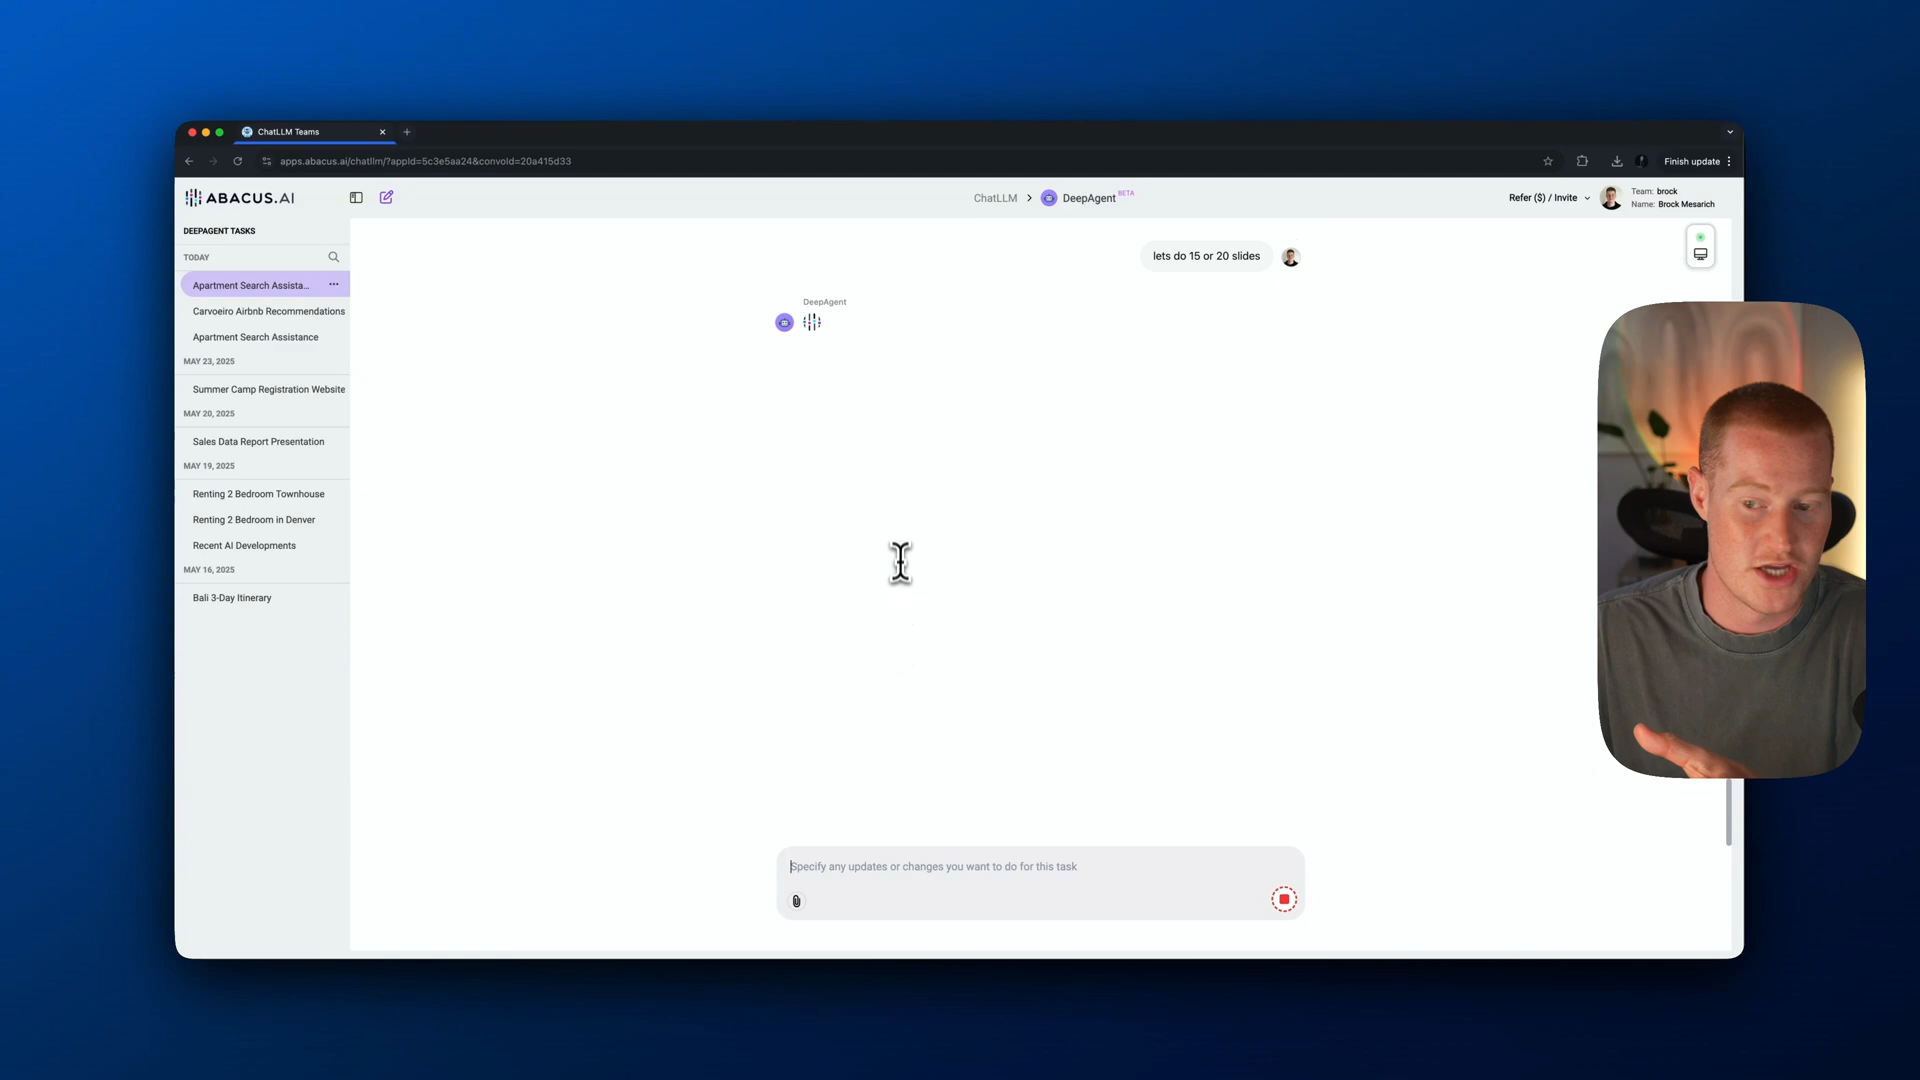 ChatLLM Teams
apps.abacus.ai/chatllm/?appId=5c3e5aa24&convoId=20a415d33
Finish update
ABACUS.AI
ChatLLM > DeepAgent BETA
Refer ($) / Invite
Team: brock
Name: Brock Mesarich
DEEPAGENT TASKS
TODAY
Apartment Search Assista...
Carvoeiro Airbnb Recommendations
Apartment Search Assistance
MAY 23, 2025
Summer Camp Registration Website
MAY 20, 2025
Sales Data Report Presentation
MAY 19, 2025
Renting 2 Bedroom Townhouse
Renting 2 Bedroom in Denver
Recent AI Developments
MAY 16, 2025
Bali 3-Day Itinerary
lets do 15 or 20 slides
DeepAgent
Specify any updates or changes you want to do for this task